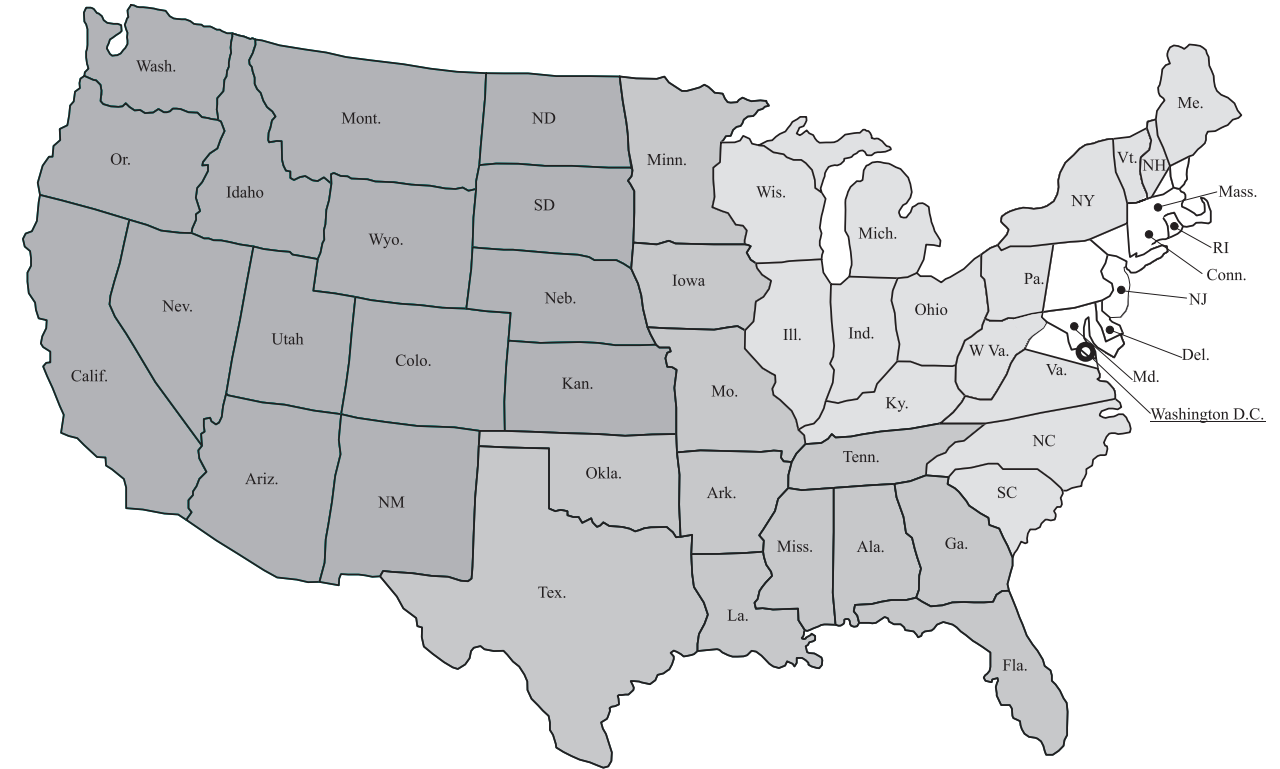 Wash.
Me.
Mont.
ND
Vt.
NH
Or.
Minn.
Idaho
Wis.
Mass.
SD
NY
Wyo.
Mich.
RI
Conn.
Iowa
Pa.
Neb.
NJ
Nev.
Ohio
Utah
Ill.
Ind.
W Va.
Del.
Colo.
Va.
Calif.
Md.
Kan.
Mo.
Ky.
Washington D.C.
NC
Tenn.
Okla.
Ariz.
Ark.
SC
NM
Miss.
Ala.
Ga.
Tex.
La.
Fla.